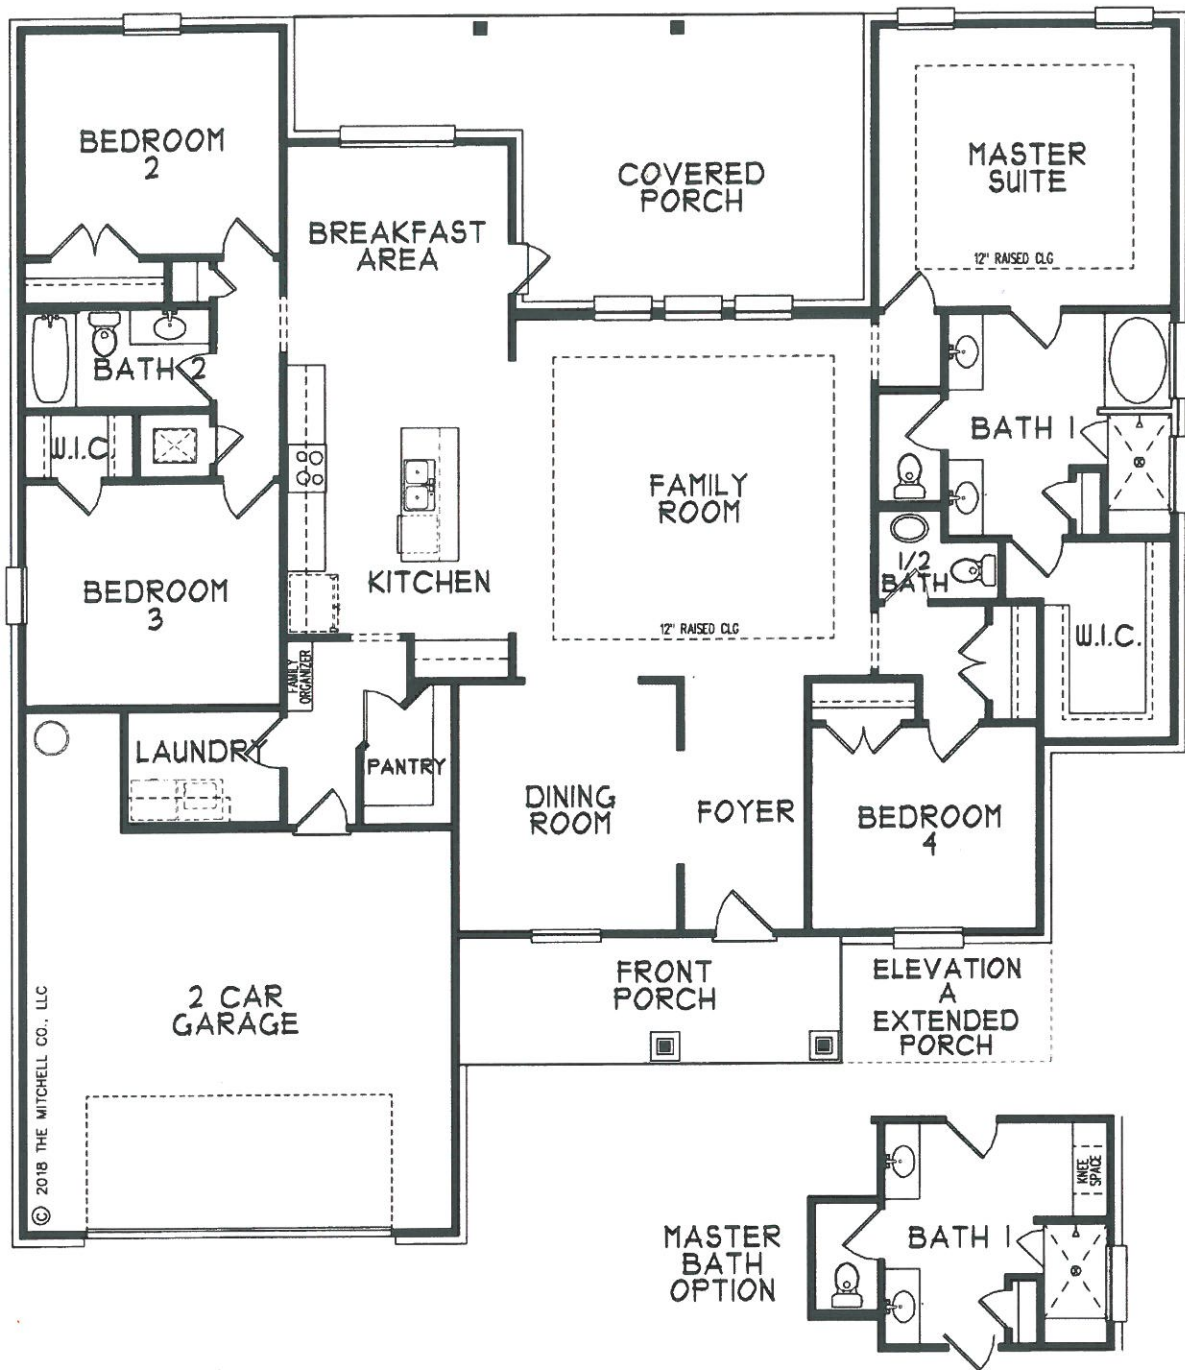 BEDROOM
2
BREAKFAST
AREA
COVERED
PORCH
MASTER
SUITE
12" RAISED CLG
BATH 2
W.I.C.
BATH 1
FAMILY
ROOM
12" RAISED CLG
KITCHEN
1/2
BATH
BEDROOM
3
W.I.C.
FAMILY
ORGANIZER
LAUNDRY
PANTRY
DINING
ROOM
FOYER
BEDROOM
4
2 CAR
GARAGE
FRONT
PORCH
ELEVATION
A
EXTENDED
PORCH
© 2018 THE MITCHELL CO., LLC
MASTER
BATH
OPTION
BATH 1
KNEE
SPACE